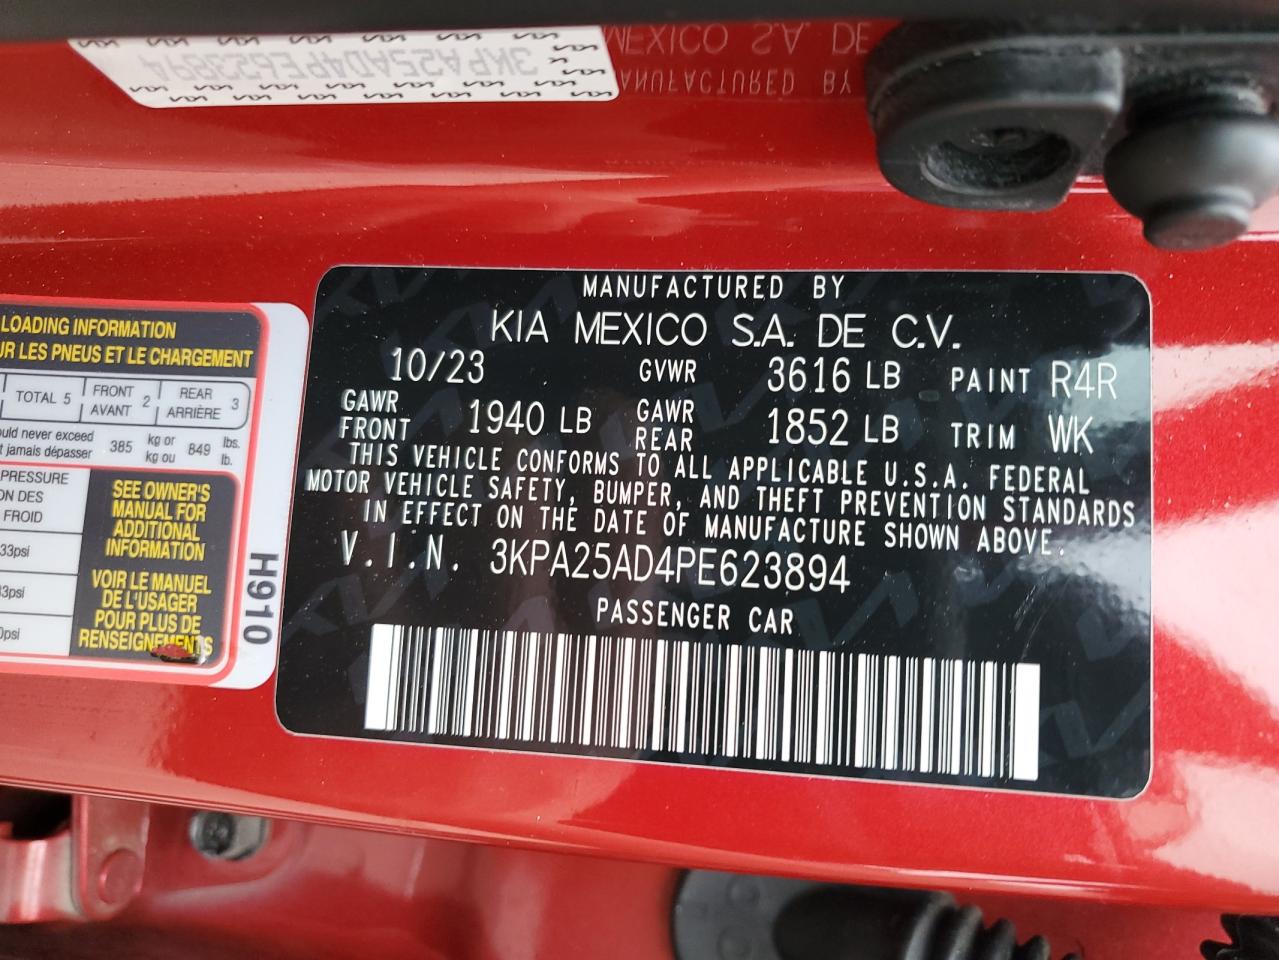 3KPA25AD4PE623894
MEXICO S.A. DE
MANUFACTURED BY
MANUFACTURED BY
KIA MEXICO S.A. DE C.V.
10/23 GVWR 3616 LB PAINT R4R
GAWR FRONT 1940 LB GAWR REAR 1852 LB TRIM WK
THIS VEHICLE CONFORMS TO ALL APPLICABLE U.S.A. FEDERAL
MOTOR VEHICLE SAFETY, BUMPER, AND THEFT PREVENTION STANDARDS
IN EFFECT ON THE DATE OF MANUFACTURE SHOWN ABOVE.
V.I.N. 3KPA25AD4PE623894
PASSENGER CAR
LOADING INFORMATION
UR LES PNEUS ET LE CHARGEMENT
TOTAL 5 FRONT AVANT 2 REAR ARRIÈRE 3
uld never exceed 385 kg or 849 lbs.
t jamais dépasser kg ou lb.
PRESSURE
ON DES
FROID
33psi
3psi
0psi
SEE OWNER'S
MANUAL FOR
ADDITIONAL
INFORMATION
VOIR LE MANUEL
DE L'USAGER
POUR PLUS DE
RENSEIGNEMENTS
H910